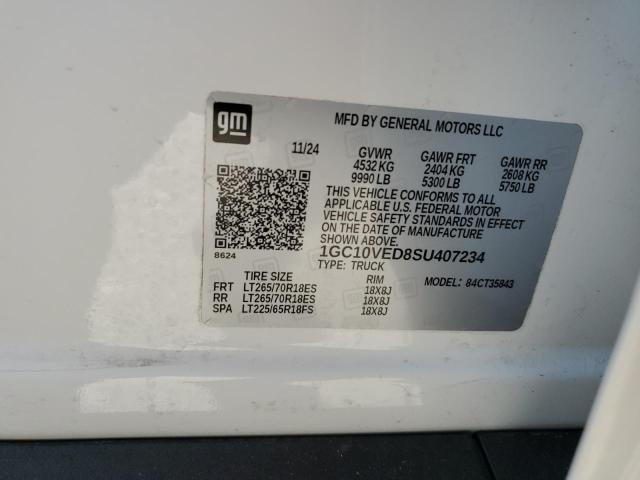 gm
MFD BY GENERAL MOTORS LLC
11/24 GVWR GAWR FRT GAWR RR
4532 KG 2404 KG 2608 KG
9990 LB 5300 LB 5750 LB
THIS VEHICLE CONFORMS TO ALL
APPLICABLE U.S. FEDERAL MOTOR
VEHICLE SAFETY STANDARDS IN EFFECT
ON THE DATE OF MANUFACTURE
SHOWN ABOVE.
8624
1GC10VED8SU407234
TYPE: TRUCK
MODEL: 84CT35843
TIRE SIZE RIM
FRT LT265/70R18ES 18X8J
RR LT265/70R18ES 18X8J
SPA LT225/65R18FS 18X8J